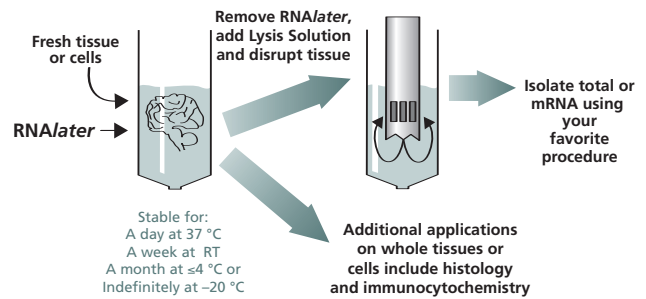 Fresh tissue
or cells
RNAlater
Remove RNAlater,
add Lysis Solution
and disrupt tissue
Isolate total or
mRNA using
your
favorite
procedure
Stable for:
A day at 37 °C
A week at RT
A month at ≤4 °C or
Indefinitely at –20 °C
Additional applications
on whole tissues or
cells include histology
and immunocytochemistry